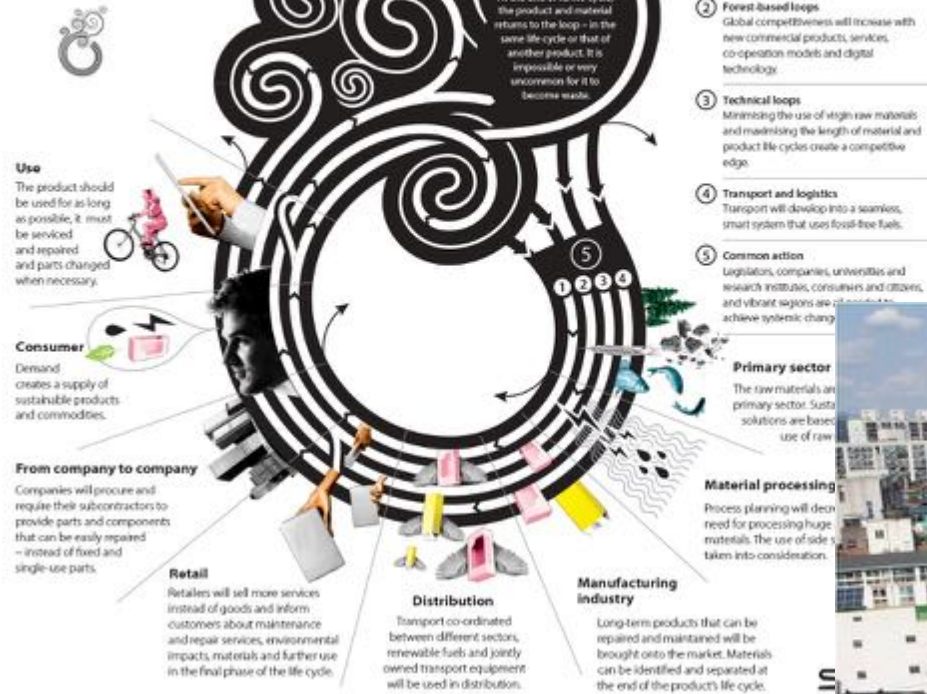 the product and material
returns to the loop – in the
same life cycle or that of
another product. It is
impossible or very
uncommon for it to
become waste.
2 Forest-based loops
Global competitiveness will increase with
new commercial products, services,
co-operation models and digital
technology.
3 Technical loops
Minimising the use of virgin raw materials
and maximising the length of material and
product life cycles create a competitive
edge.
4 Transport and logistics
Transport will develop into a seamless,
smart system that uses fossil-free fuels.
5 Common action
Legislators, companies, universities and
research institutes, consumers and citizens,
and vibrant regions are all needed to
achieve systemic chang
5
1 2 3 4
Use
The product should
be used for as long
as possible, it must
be serviced
and repaired
and parts changed
when necessary.
Consumer
Demand
creates a supply of
sustainable products
and commodities.
From company to company
Companies will procure and
require their subcontractors to
provide parts and components
that can be easily repaired
– instead of fixed and
single-use parts.
Retail
Retailers will sell more services
instead of goods and inform
customers about maintenance
and repair services, environmental
impacts, materials and further use
in the final phase of the life cycle.
Distribution
Transport co-ordinated
between different sectors,
renewable fuels and jointly
owned transport equipment
will be used in distribution.
Manufacturing
industry
Long-term products that can be
repaired and maintained will be
brought onto the market. Materials
can be identified and separated at
the end of the product's life cycle.
Material processing
Process planning will decr
need for processing huge
materials. The use of side s
taken into consideration.
Primary sector
The raw materials are
primary sector. Susta
solutions are based
use of raw